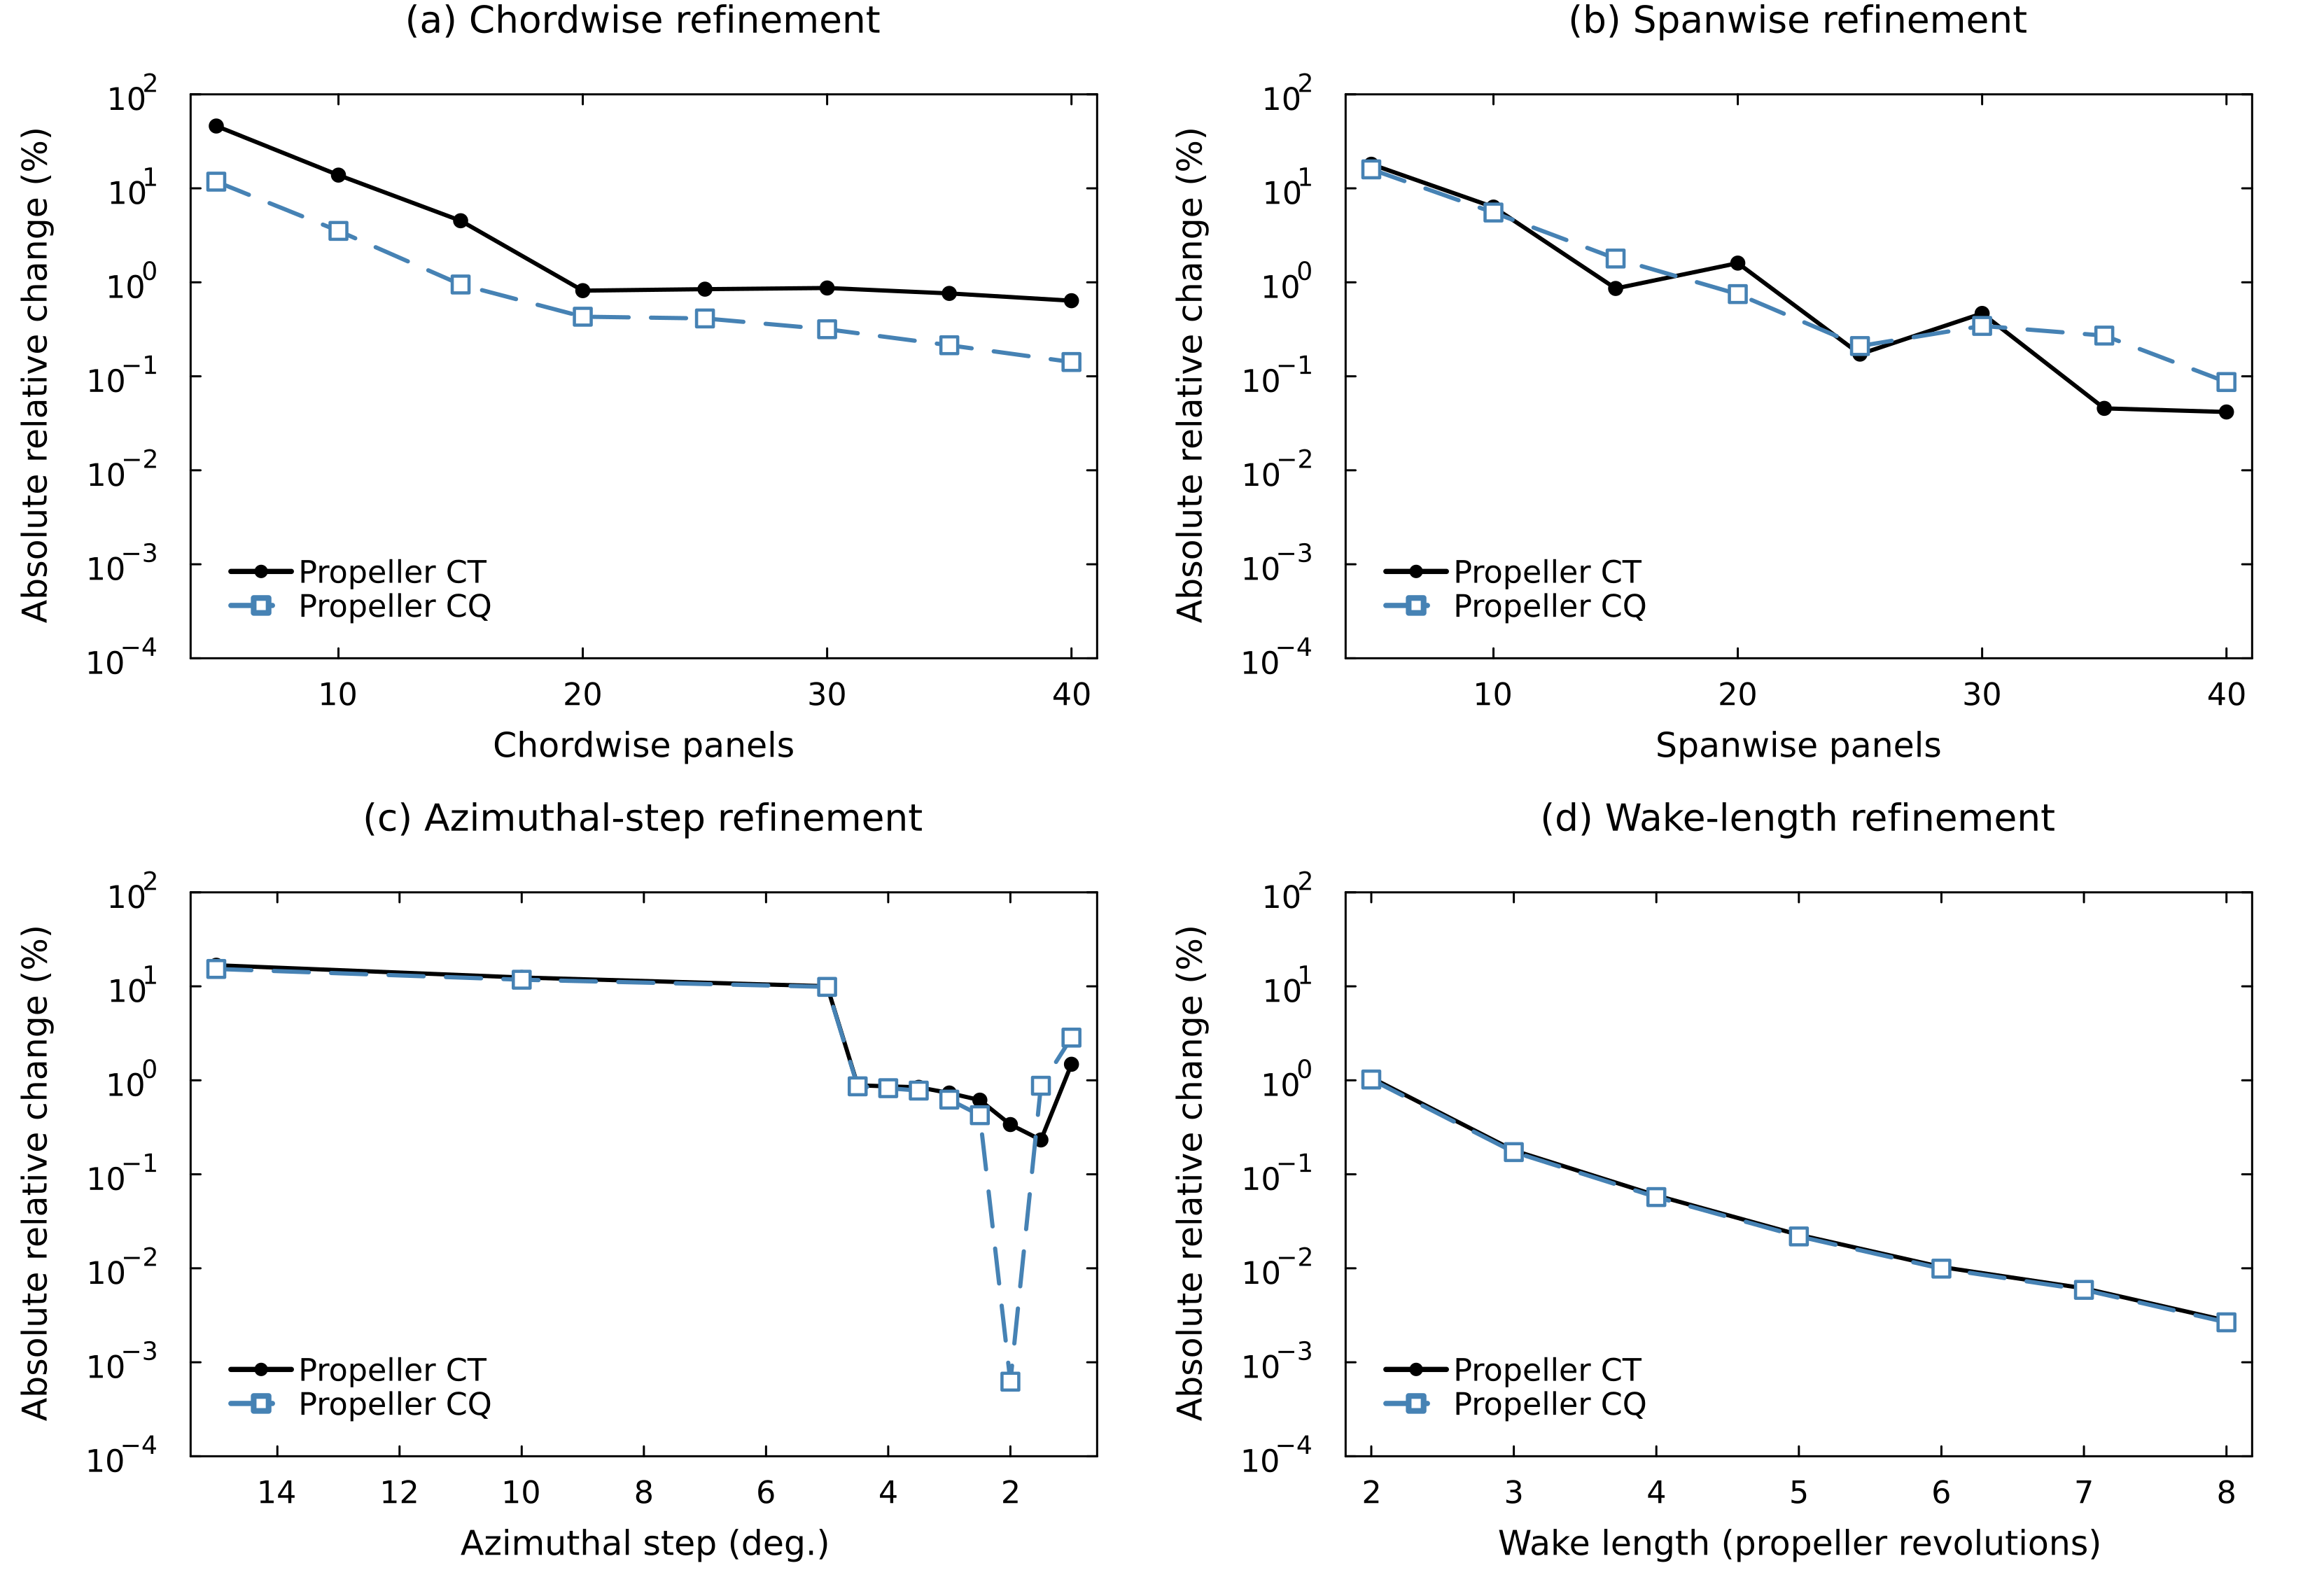 (a) Chordwise refinement
Absolute relative change (%)
10^2
10^1
10^0
10^−1
10^−2
10^−3
10^−4
Propeller CT
Propeller CQ
10 20 30 40
Chordwise panels
(b) Spanwise refinement
Absolute relative change (%)
10^2
10^1
10^0
10^−1
10^−2
10^−3
10^−4
Propeller CT
Propeller CQ
10 20 30 40
Spanwise panels
(c) Azimuthal-step refinement
Absolute relative change (%)
10^2
10^1
10^0
10^−1
10^−2
10^−3
10^−4
Propeller CT
Propeller CQ
14 12 10 8 6 4 2
Azimuthal step (deg.)
(d) Wake-length refinement
Absolute relative change (%)
10^2
10^1
10^0
10^−1
10^−2
10^−3
10^−4
Propeller CT
Propeller CQ
2 3 4 5 6 7 8
Wake length (propeller revolutions)